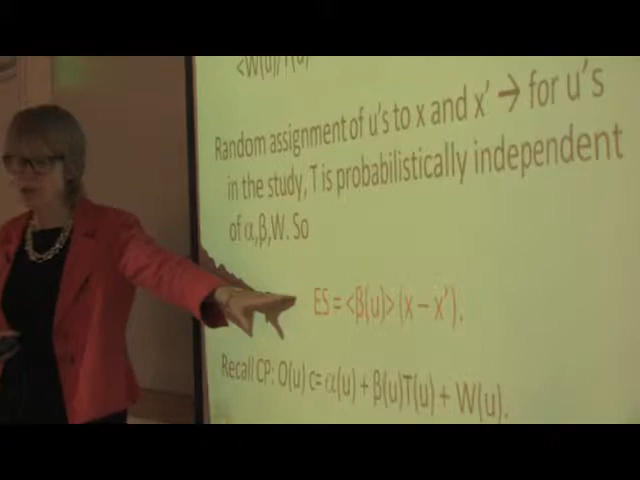 <W(u)/T(u)
Random assignment of u's to x and x' → for u's
in the study, T is probabilistically independent
of α,β,W. So
ES = <β(u)> (x – x').
Recall CP: O(u) c= α(u) + β(u)T(u) + W(u).